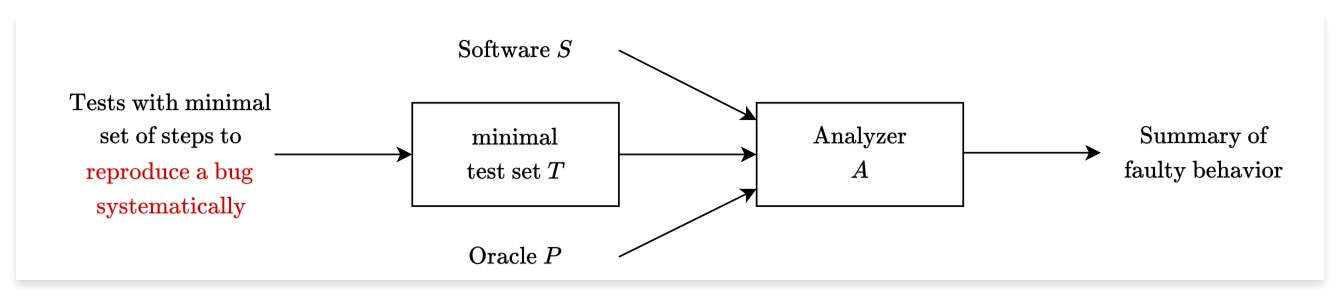 Software S
Tests with minimal
set of steps to
reproduce a bug
systematically
minimal
test set T
Oracle P
Analyzer
A
Summary of
faulty behavior